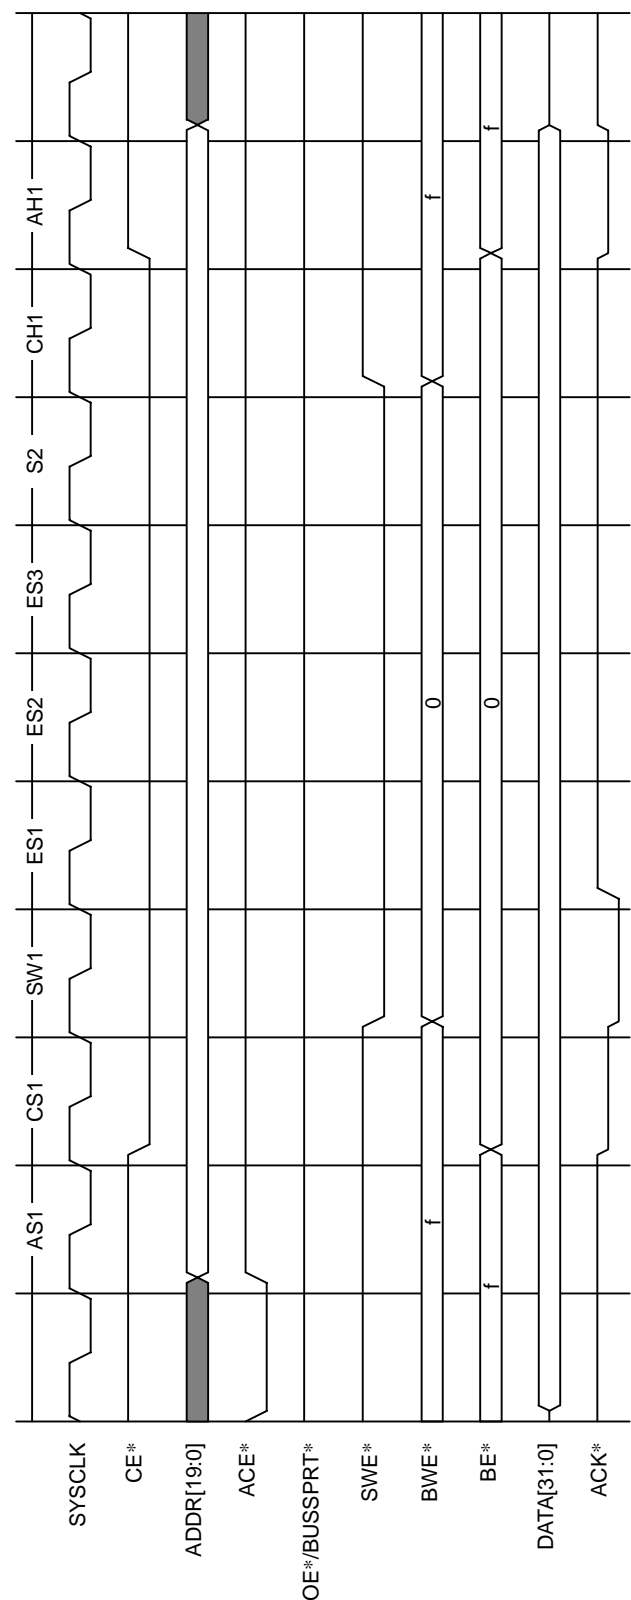 AS1 CS1 SW1 ES1 ES2 ES3 S2 CH1 AH1
SYSCLK
CE*
ADDR[19:0]
ACE*
OE*/BUSSPRT*
SWE*
BWE* f 0 f
BE* f 0 f
DATA[31:0]
ACK*